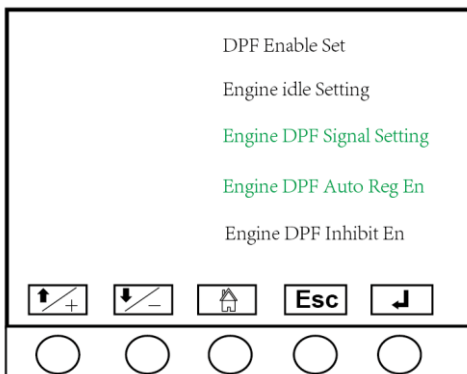 DPF Enable Set
Engine idle Setting
Engine DPF Signal Setting
Engine DPF Auto Reg En
Engine DPF Inhibit En
+ − Esc